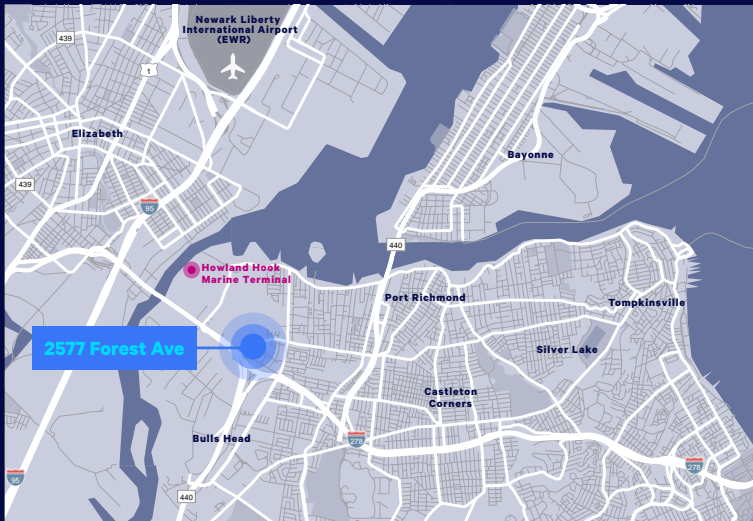 Newark Liberty
International Airport
(EWR)
439
1
Elizabeth
Bayonne
439
95
440
Howland Hook
Marine Terminal
Port Richmond
Tompkinsville
2577 Forest Ave
Silver Lake
Castleton
Corners
Bulls Head
278
278
95
440